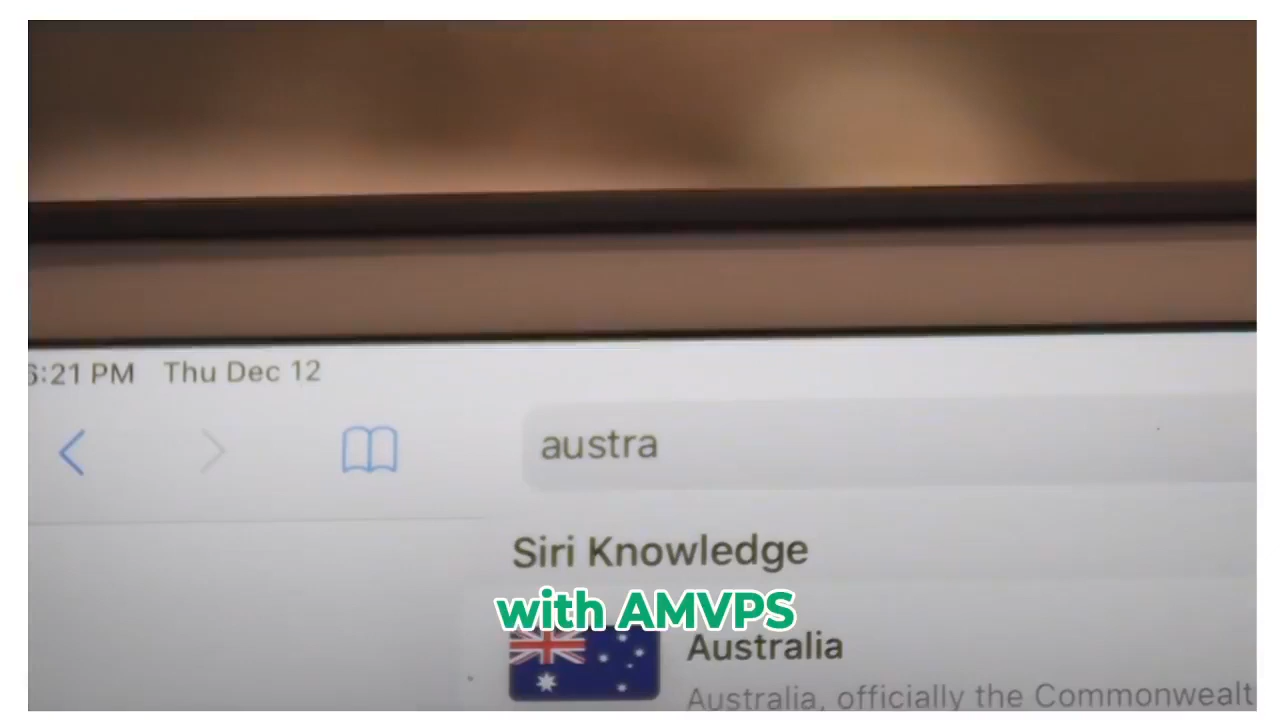 6:21 PM Thu Dec 12
austra
Siri Knowledge
with AMVPS
Australia
Australia, officially the Commonwealt